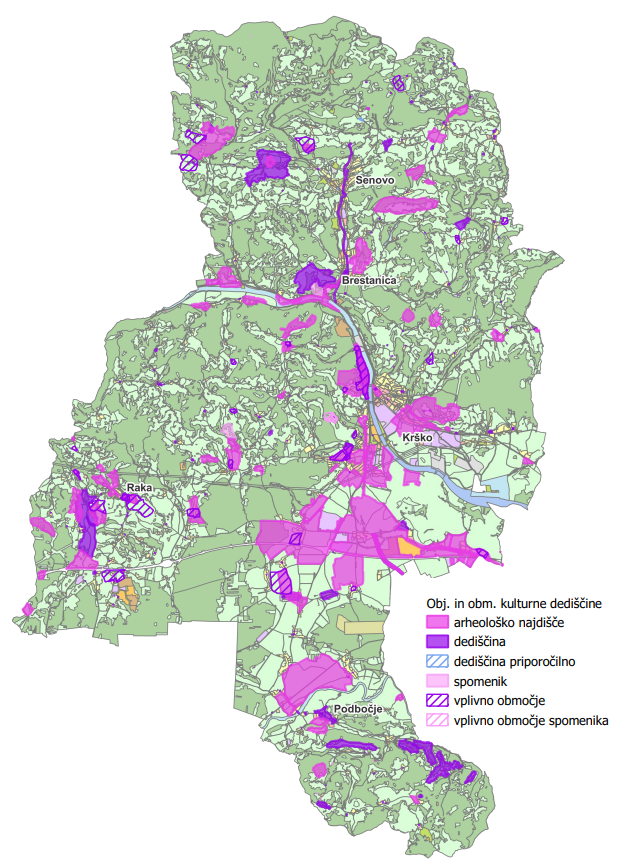 Senovo
Brestanica
Krško
Raka
Obj. in obm. kulturne dediščine
arheološko najdišče
dediščina
dediščina priporočilno
spomenik
vplivno območje
vplivno območje spomenika
Podbočje